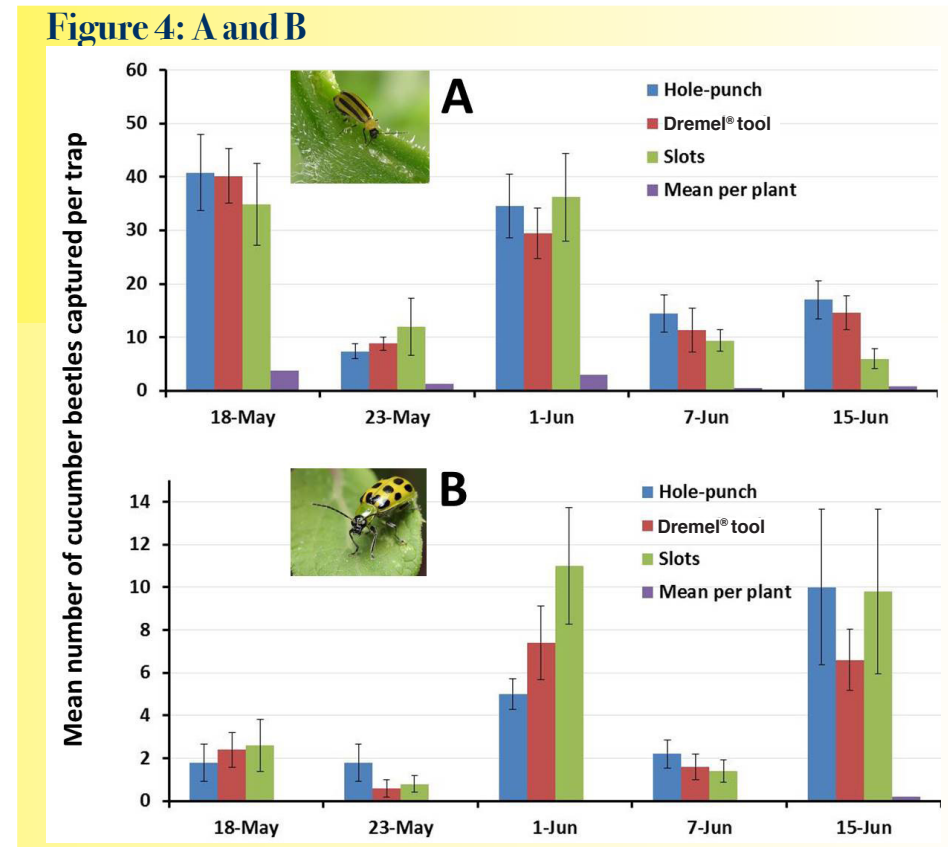 Figure 4: A and B
Mean number of cucumber beetles captured per trap
A
60
50
40
30
20
10
0
Hole-punch
Dremel® tool
Slots
Mean per plant
18-May 23-May 1-Jun 7-Jun 15-Jun
B
14
12
10
8
6
4
2
0
Hole-punch
Dremel® tool
Slots
Mean per plant
18-May 23-May 1-Jun 7-Jun 15-Jun